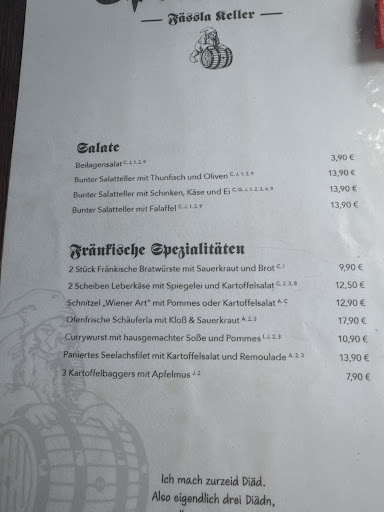 — Fässla Keller —
Salate
Beilagensalat C, J, 1, 2, 9 3,90 €
Bunter Salatteller mit Thunfisch und Oliven C, J, 1, 2, 9 13,90 €
Bunter Salatteller mit Schinken, Käse und Ei C, G, J, 1, 2, 3, 4, 9 13,90 €
Bunter Salatteller mit Falaffel C, J, 1, 2, 9 13,90 €
Fränkische Spezialitäten
2 Stück Fränkische Bratwürste mit Sauerkraut und Brot C, I 9,90 €
2 Scheiben Leberkäse mit Spiegelei und Kartoffelsalat C, 2, 3, 8 12,50 €
Schnitzel „Wiener Art" mit Pommes oder Kartoffelsalat A, C 12,90 €
Ofenfrische Schäuferla mit Kloß & Sauerkraut A, 2, 3 17,90 €
Currywurst mit hausgemachter Soße und Pommes I, J, 2, 3 10,90 €
Paniertes Seelachsfilet mit Kartoffelsalat und Remoulade A, 2, 3 13,90 €
3 Kartoffelbaggers mit Apfelmus J, 2 7,90 €
Ich mach zurzeid Diäd.
Also eigendlich drei Diädn,